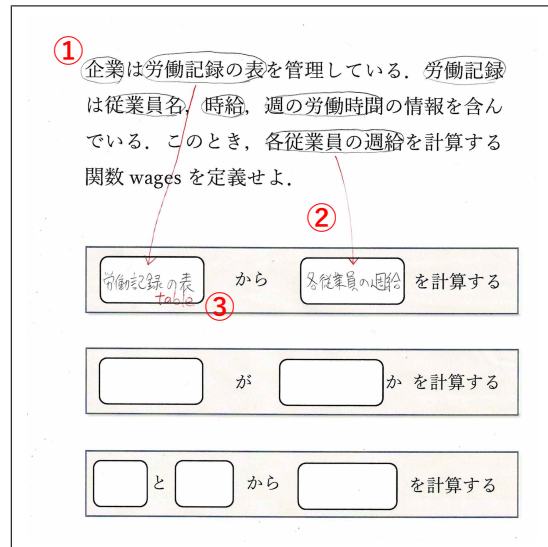 ①
企業は労働記録の表を管理している．労働記録
は従業員名，時給，週の労働時間の情報を含ん
でいる．このとき，各従業員の週給を計算する
関数 wages を定義せよ．
②
労働記録の表 から 各従業員の週給 を計算する
table ③
が か を計算する
と から を計算する